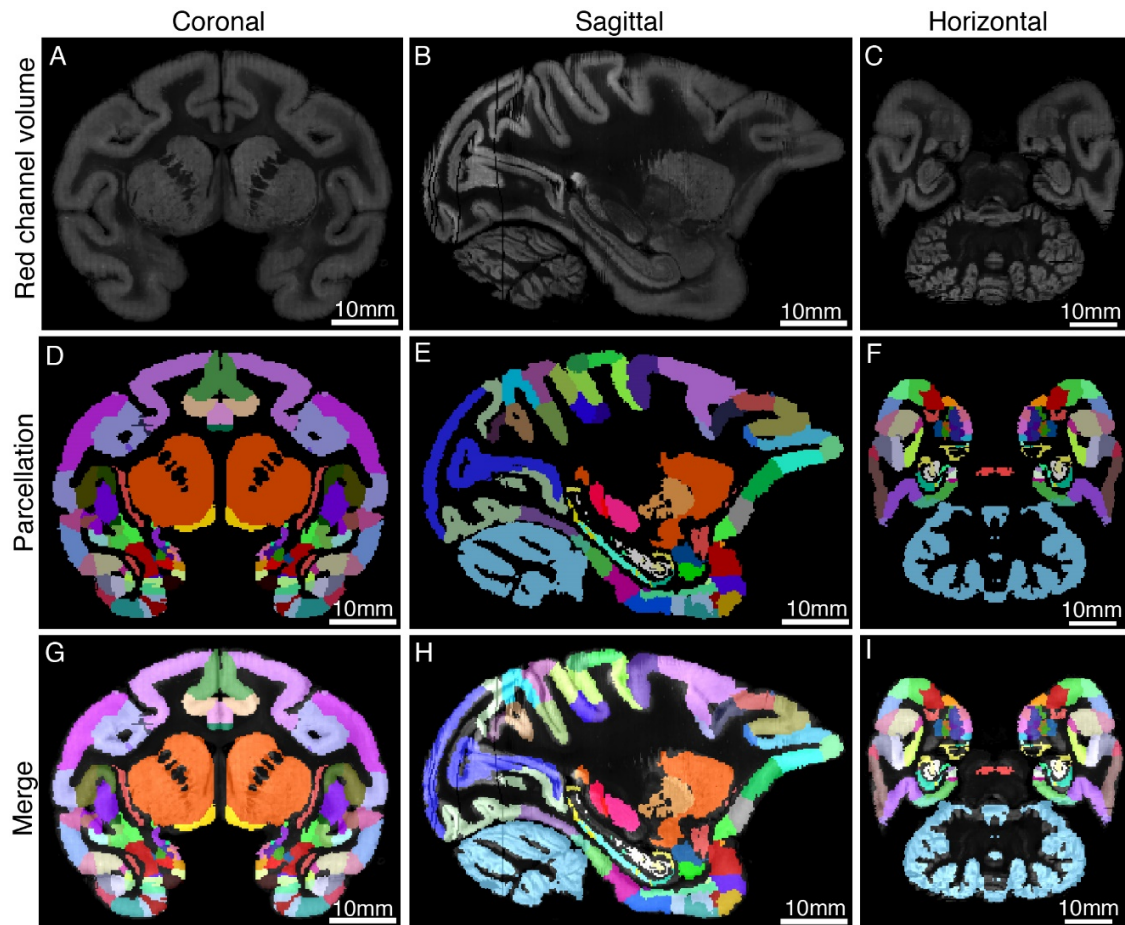 Coronal
Sagittal
Horizontal
Red channel volume
A
10mm
B
10mm
C
10mm
Parcellation
D
10mm
E
10mm
F
10mm
Merge
G
10mm
H
10mm
I
10mm